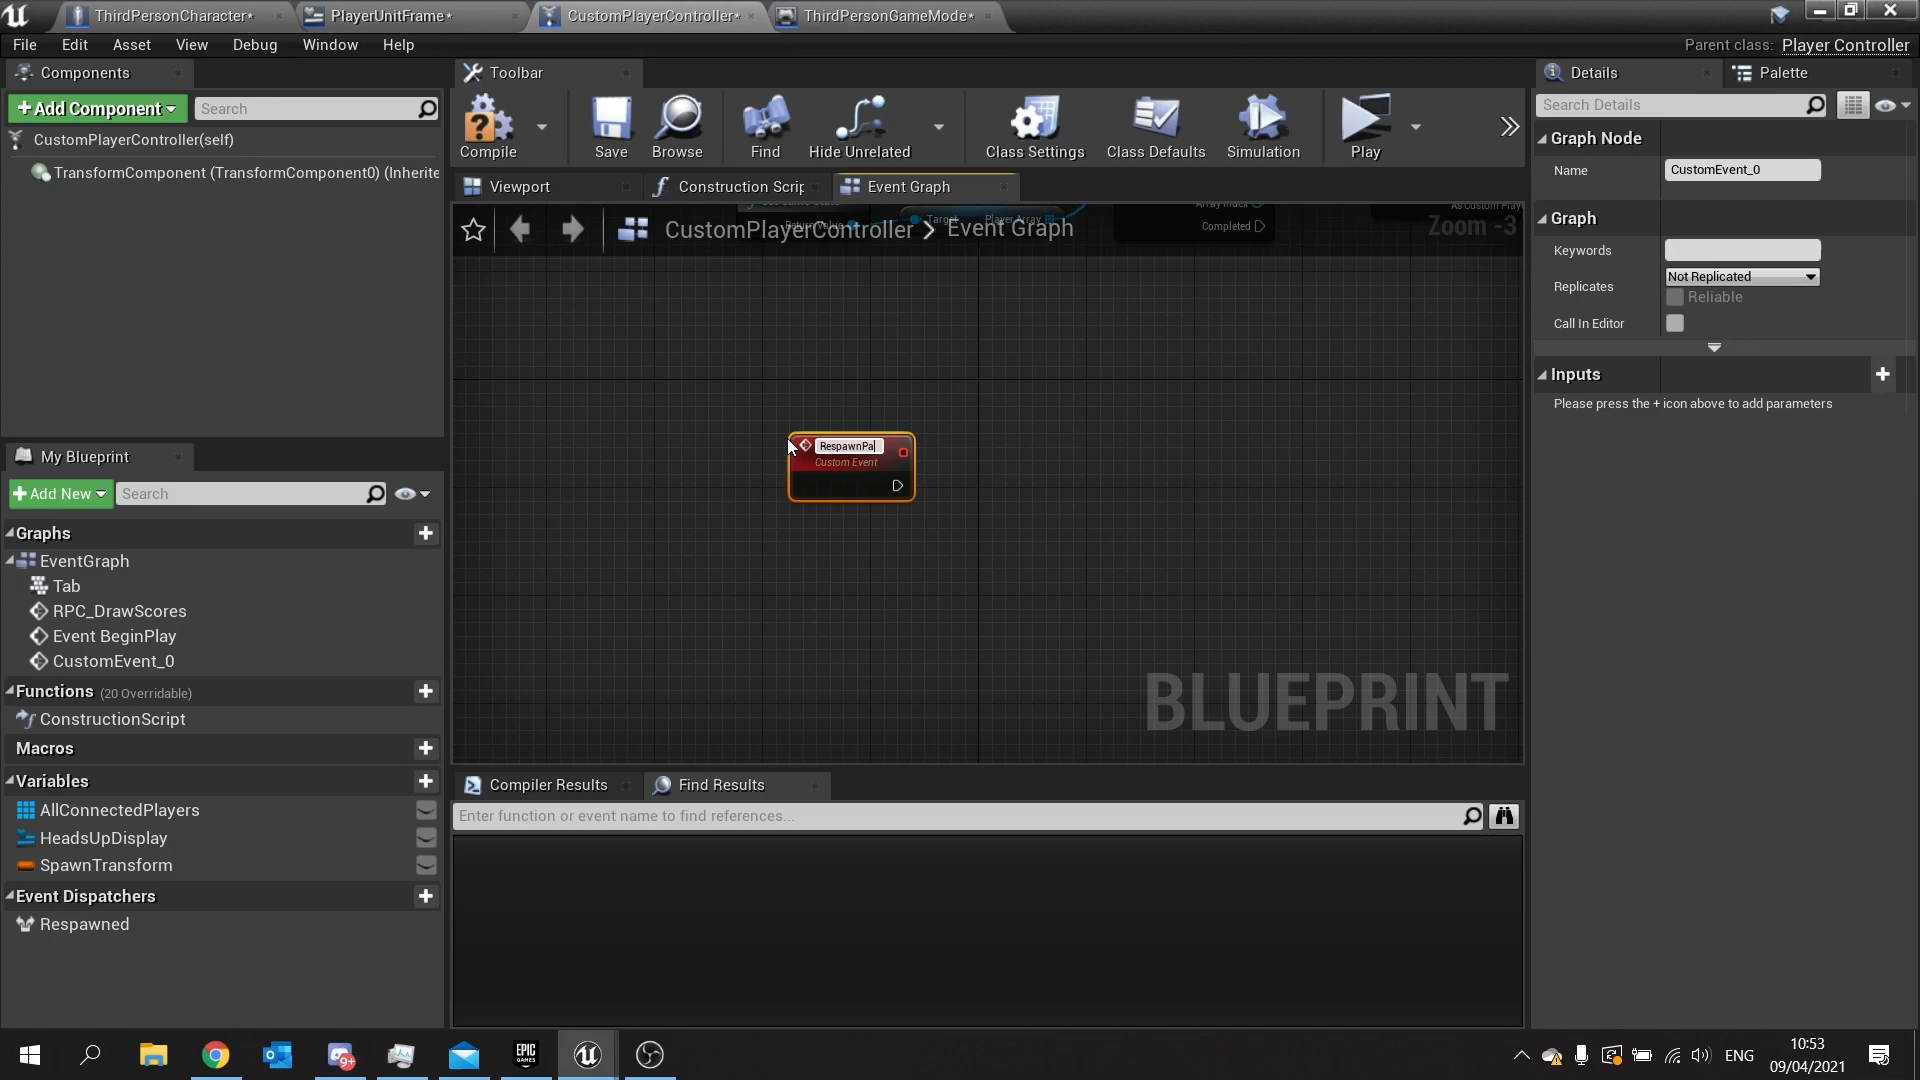 ThirdPersonCharacter*
PlayerUnitFrame*
CustomPlayerController*
ThirdPersonGameMode*
File Edit Asset View Debug Window Help
Parent class: Player Controller
Components
Toolbar
Details
Palette
+ Add Component
Search
Search Details
CustomPlayerController(self)
TransformComponent (TransformComponent0) (Inherite
Compile
Save
Browse
Find
Hide Unrelated
Class Settings
Class Defaults
Simulation
Play
Graph Node
Name
CustomEvent_0
Graph
Keywords
Replicates
Not Replicated
Reliable
Call In Editor
Inputs
Please press the + icon above to add parameters
Viewport
Construction Scrip
Event Graph
Return Value
Target
Player Array
Array Index
Completed
As Custom Play
CustomPlayerController > Event Graph
Zoom -3
RespawnPa
Custom Event
BLUEPRINT
My Blueprint
+ Add New
Search
Graphs
EventGraph
Tab
RPC_DrawScores
Event BeginPlay
CustomEvent_0
Functions (20 Overridable)
ConstructionScript
Macros
Variables
AllConnectedPlayers
HeadsUpDisplay
SpawnTransform
Event Dispatchers
Respawned
Compiler Results
Find Results
Enter function or event name to find references...
EPIC
GAMES
9+
ENG
10:53
09/04/2021